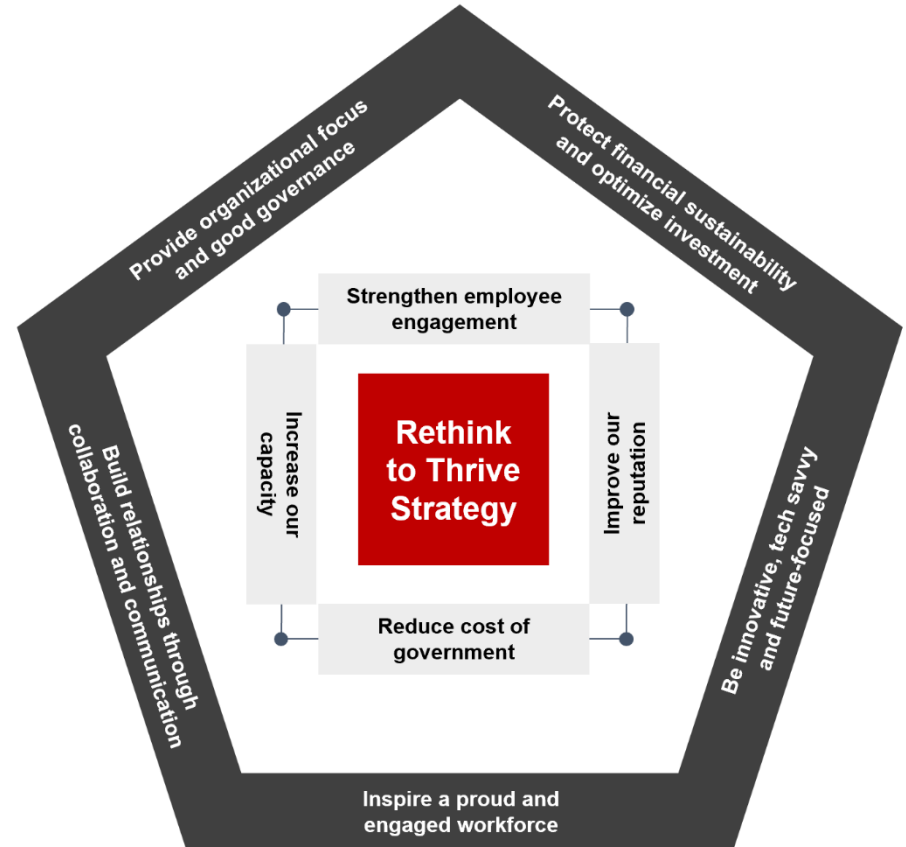 Provide organizational focus
and good governance
Protect financial sustainability
and optimize investment
Strengthen employee
engagement
Increase our
capacity
Rethink
to Thrive
Strategy
Improve our
reputation
Reduce cost of
government
Build relationships through
collaboration and communication
Be innovative, tech savvy
and future-focused
Inspire a proud and
engaged workforce